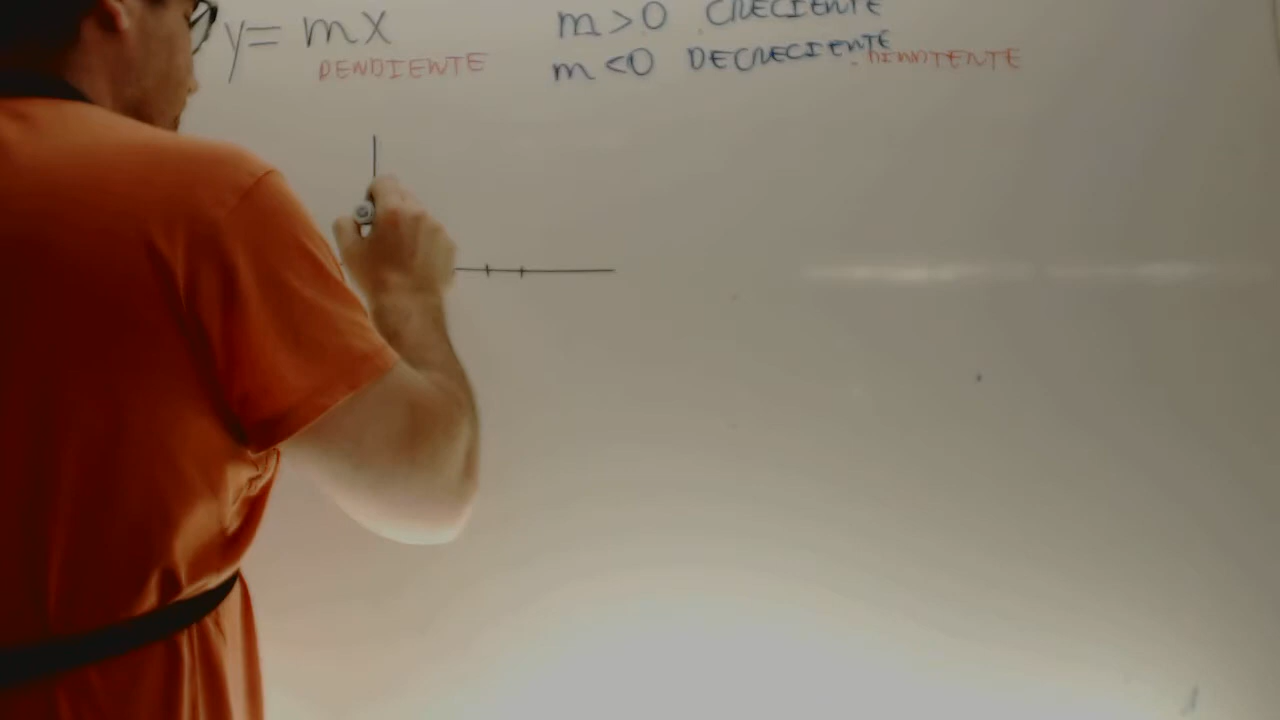 y = mx m > 0 CRECIENTE
PENDIENTE m < 0 DECRECIENTE